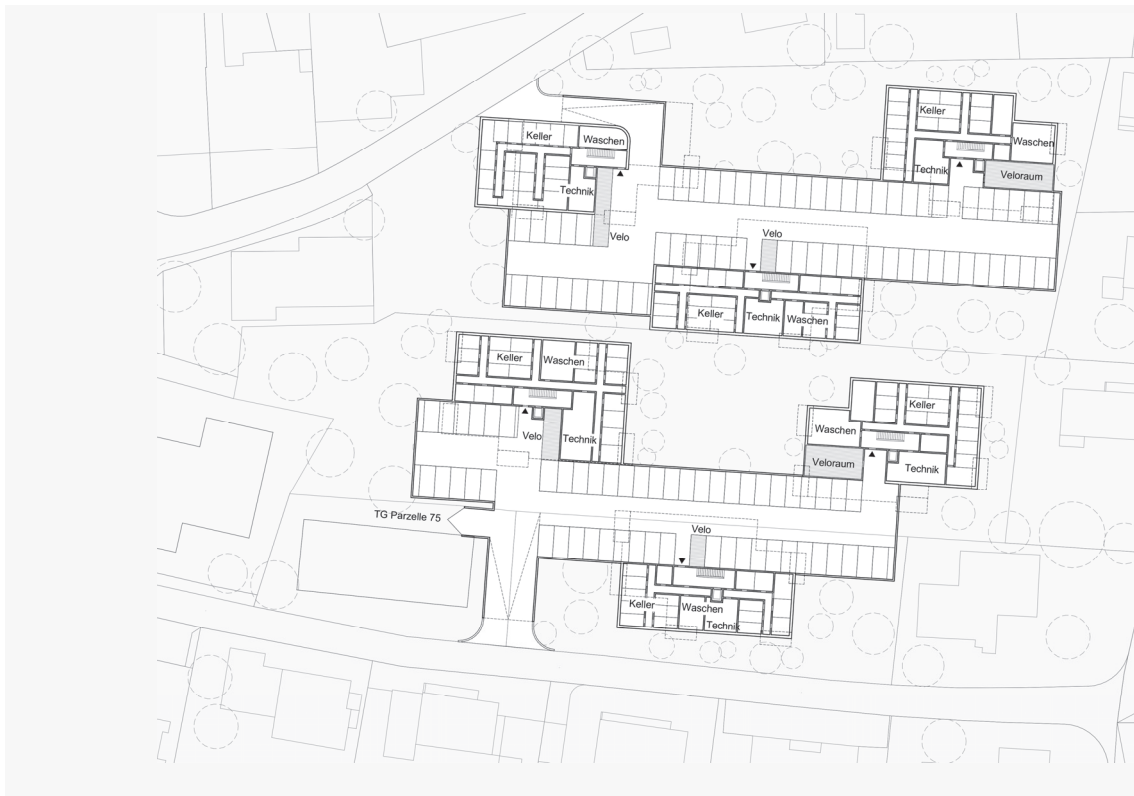 Keller
Keller
Waschen
Waschen
Technik
Veloraum
Technik
Velo
Velo
Keller
Technik
Waschen
Keller
Waschen
Keller
Velo
Technik
Waschen
Veloraum
Technik
TG Parzelle 75
Velo
Keller
Waschen
Technik